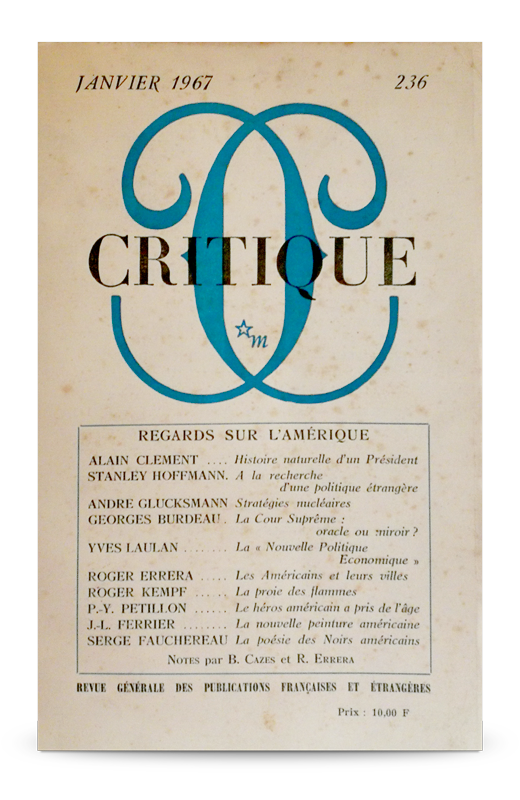 JANVIER 1967 236
CRITIQUE
m
REGARDS SUR L'AMÉRIQUE
ALAIN CLEMENT .... Histoire naturelle d'un Président
STANLEY HOFFMANN. A la recherche
d'une politique étrangère
ANDRE GLUCKSMANN Stratégies nucléaires
GEORGES BURDEAU . La Cour Suprême :
oracle ou miroir ?
YVES LAULAN ....... La « Nouvelle Politique
Economique »
ROGER ERRERA ..... Les Américains et leurs villes
ROGER KEMPF ..... La proie des flammes
P.-Y. PETILLON ...... Le héros américain a pris de l'âge
J.-L. FERRIER ....... La nouvelle peinture américaine
SERGE FAUCHEREAU La poésie des Noirs américains
NOTES par B. CAZES et R. ERRERA
REVUE GÉNÉRALE DES PUBLICATIONS FRANÇAISES ET ÉTRANGÈRES
Prix : 10,00 F